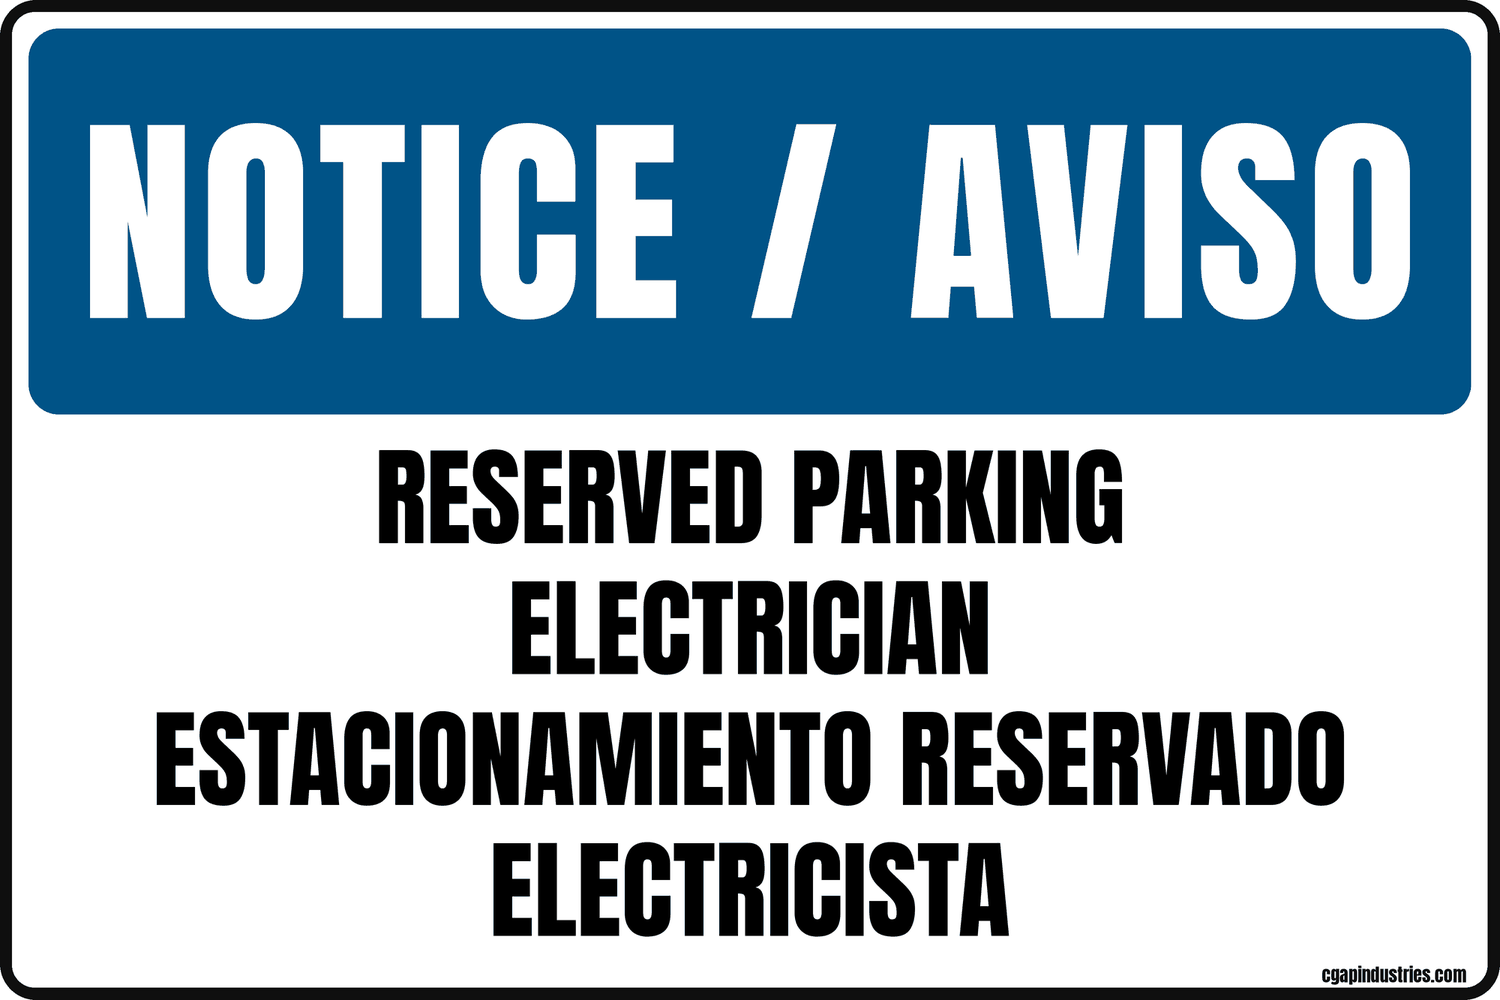 NOTICE / AVISO
RESERVED PARKING
ELECTRICIAN
ESTACIONAMIENTO RESERVADO
ELECTRICISTA
cgapindustries.com